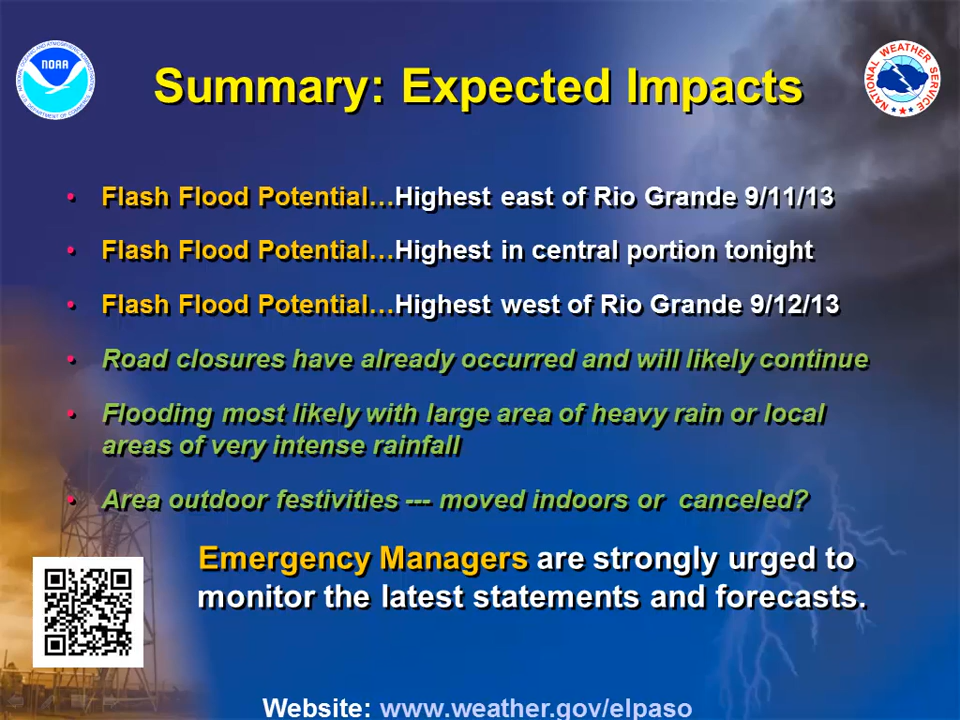 NOAA
NATIONAL WEATHER SERVICE
Summary: Expected Impacts
• Flash Flood Potential…Highest east of Rio Grande 9/11/13
• Flash Flood Potential…Highest in central portion tonight
• Flash Flood Potential…Highest west of Rio Grande 9/12/13
• Road closures have already occurred and will likely continue
• Flooding most likely with large area of heavy rain or local
areas of very intense rainfall
• Area outdoor festivities --- moved indoors or canceled?
Emergency Managers are strongly urged to
monitor the latest statements and forecasts.
Website: www.weather.gov/elpaso